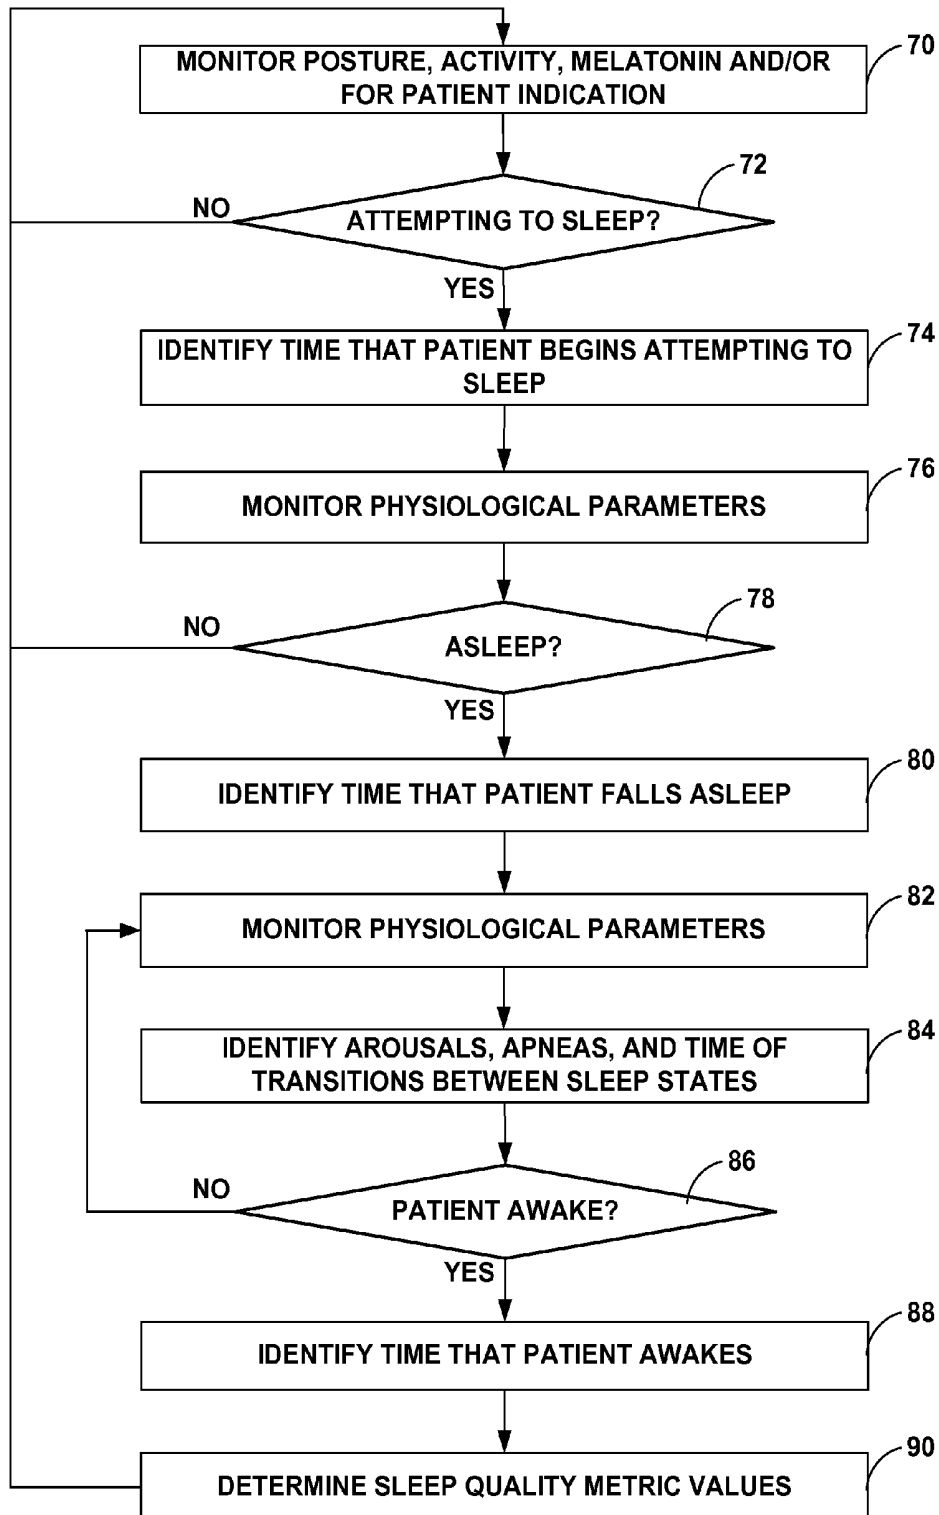 MONITOR POSTURE, ACTIVITY, MELATONIN AND/OR
FOR PATIENT INDICATION
70
72
NO
ATTEMPTING TO SLEEP?
YES
IDENTIFY TIME THAT PATIENT BEGINS ATTEMPTING TO
SLEEP
74
76
MONITOR PHYSIOLOGICAL PARAMETERS
78
NO
ASLEEP?
YES
80
IDENTIFY TIME THAT PATIENT FALLS ASLEEP
82
MONITOR PHYSIOLOGICAL PARAMETERS
84
IDENTIFY AROUSALS, APNEAS, AND TIME OF
TRANSITIONS BETWEEN SLEEP STATES
86
NO
PATIENT AWAKE?
YES
88
IDENTIFY TIME THAT PATIENT AWAKES
90
DETERMINE SLEEP QUALITY METRIC VALUES